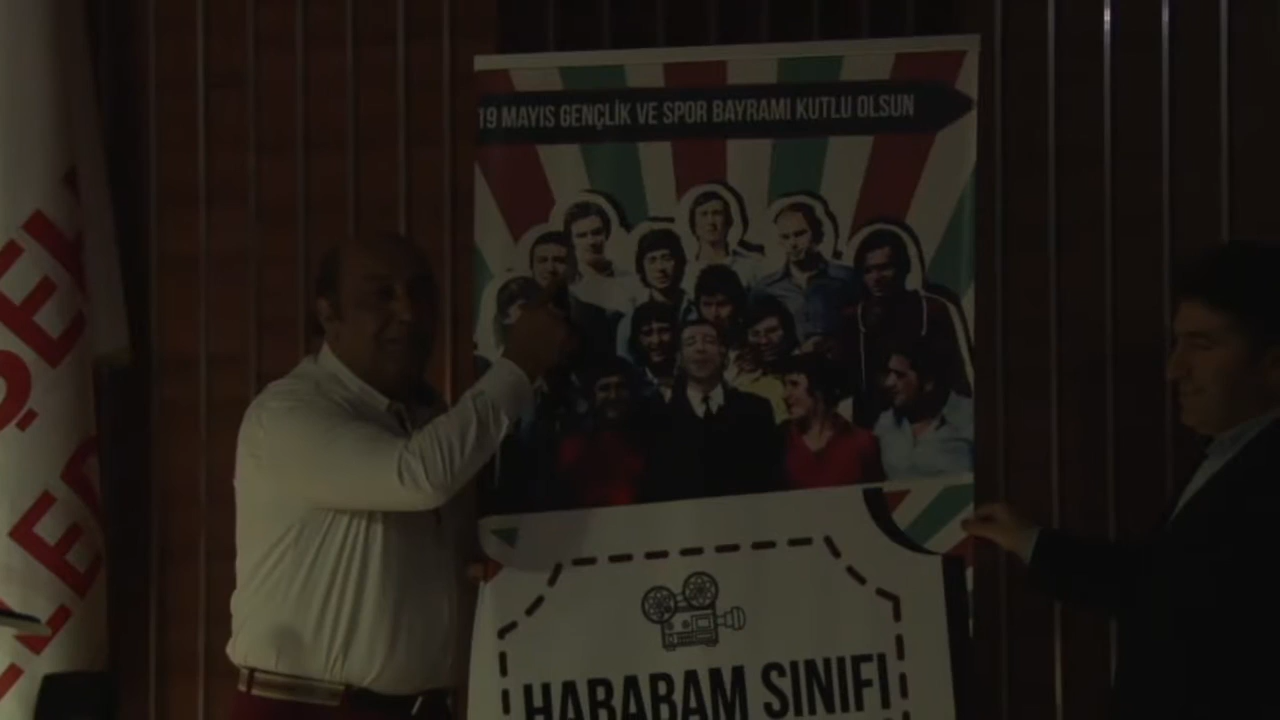 19 MAYIS GENÇLİK VE SPOR BAYRAMI KUTLU OLSUN
HABABAM SINIFI